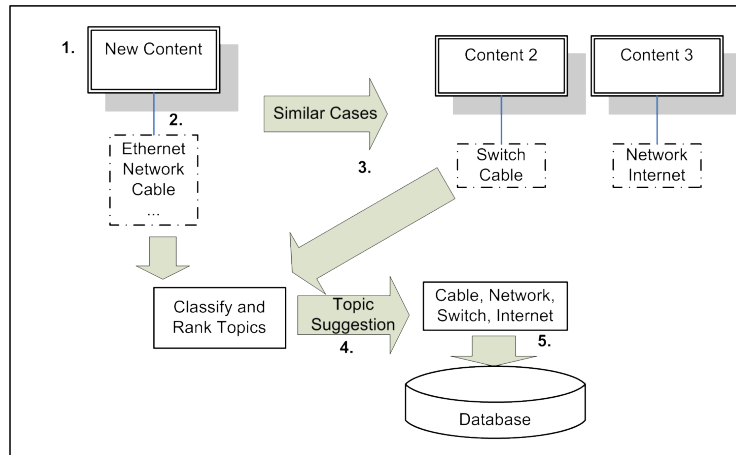 1.
New Content
2.
Ethernet
Network
Cable
...
Similar Cases
3.
Content 2
Switch
Cable
Content 3
Network
Internet
Classify and
Rank Topics
Topic
Suggestion
4.
Cable, Network,
Switch, Internet
5.
Database